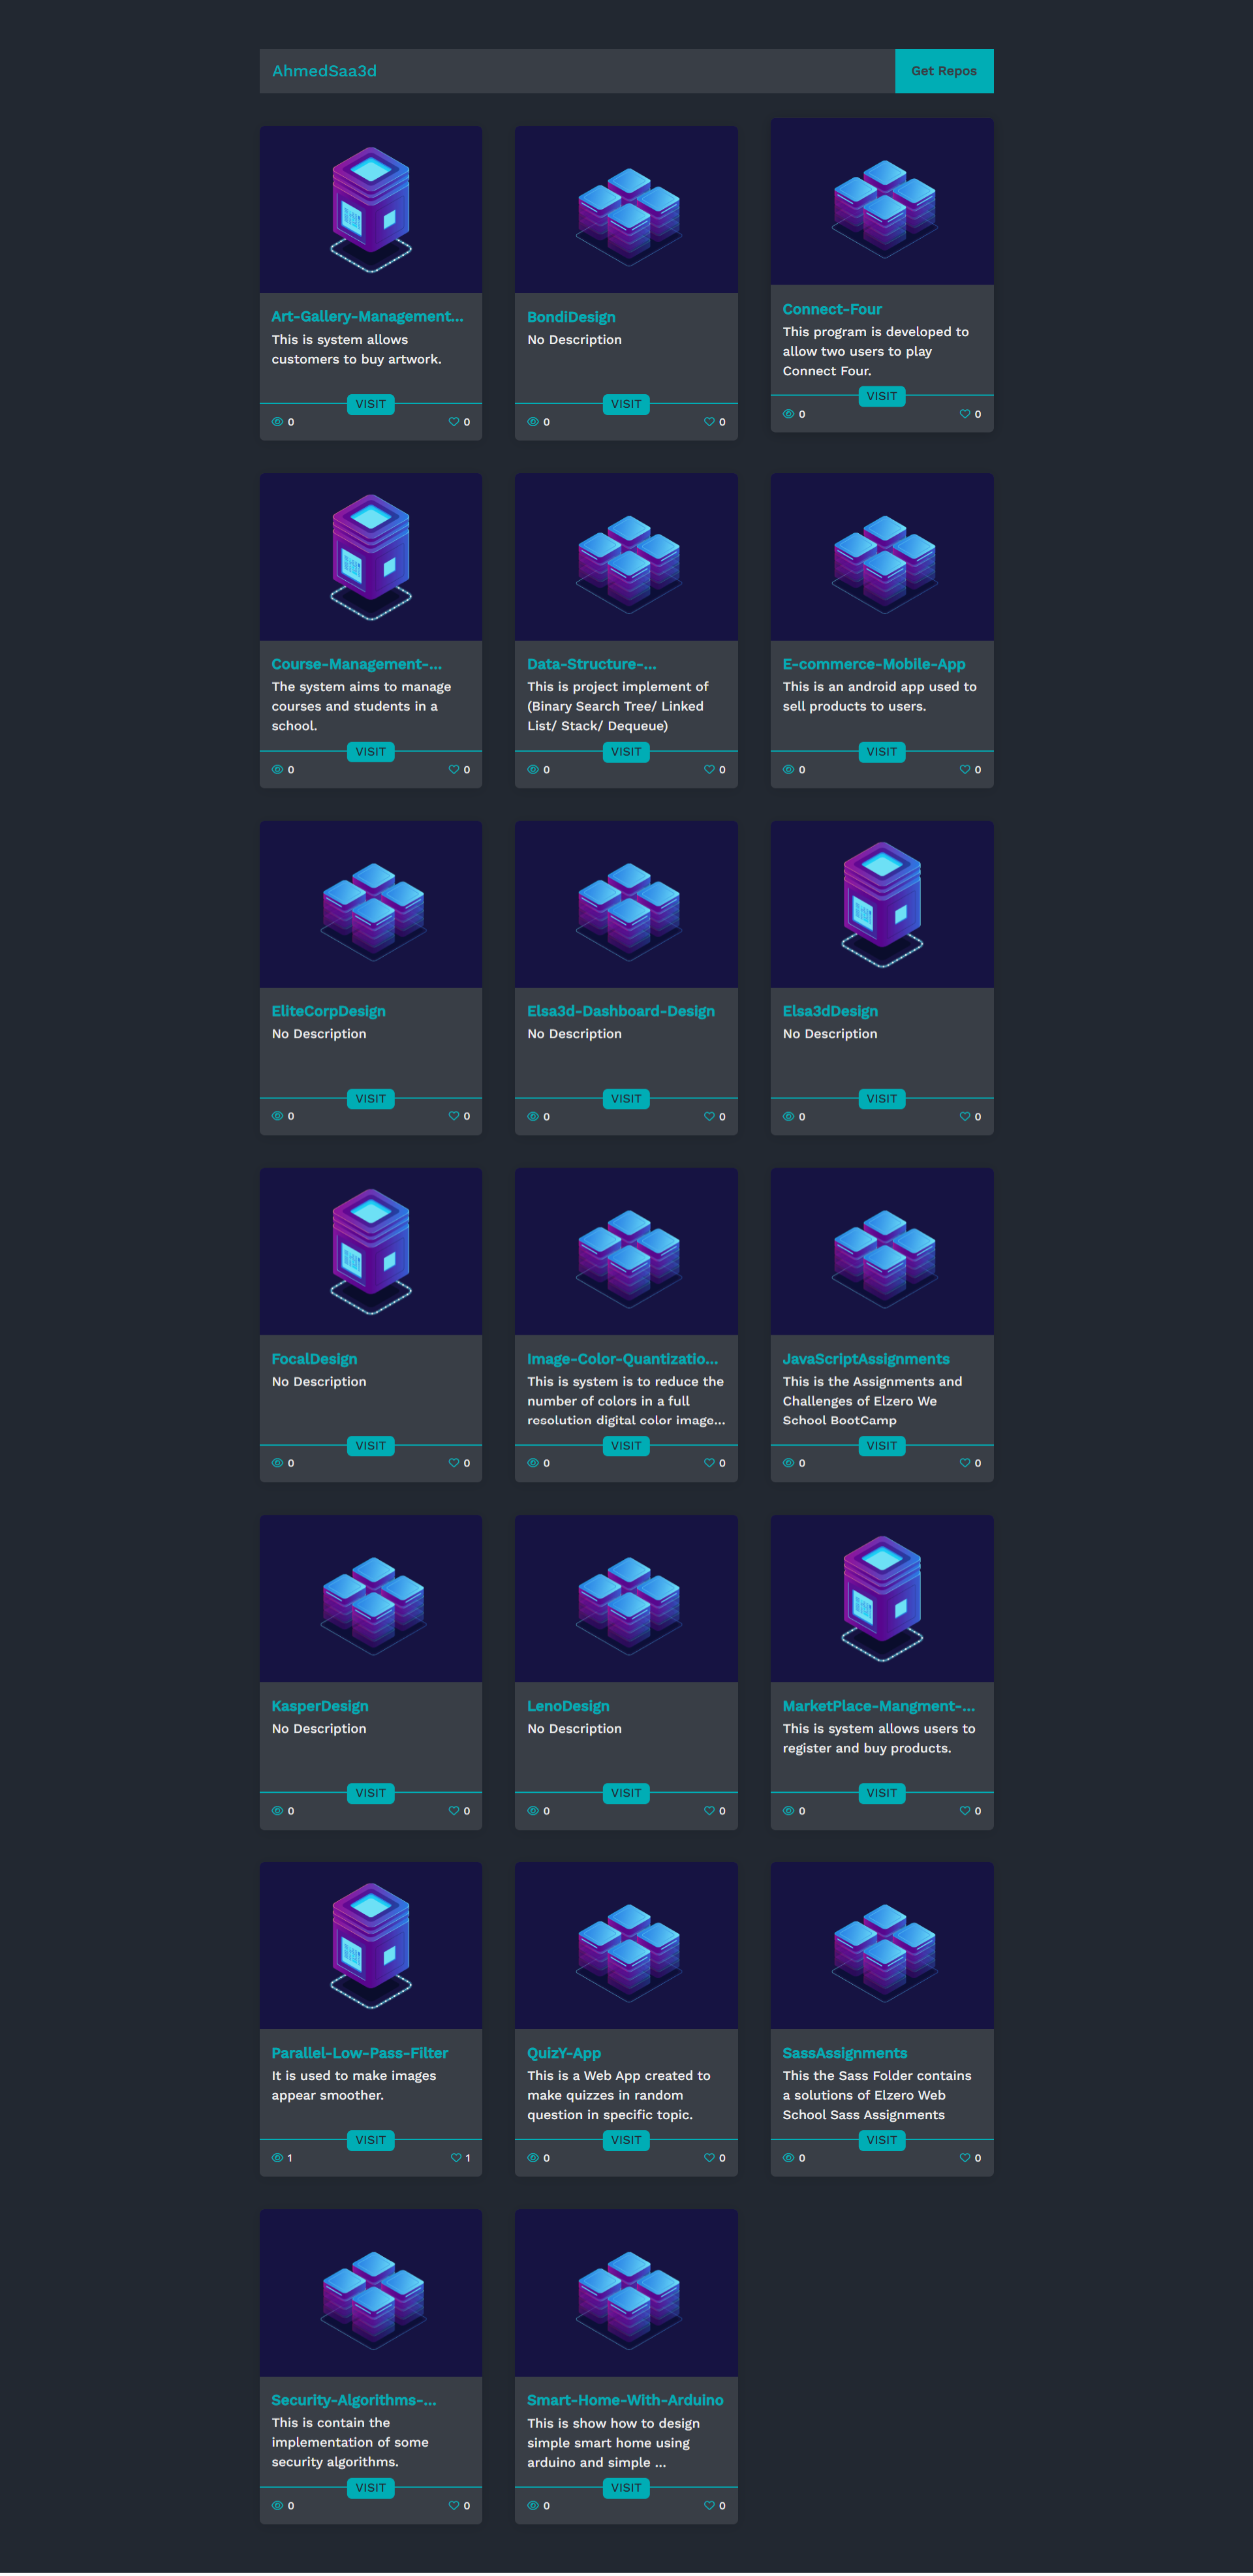 AhmedSaa3d
Get Repos
Art-Gallery-Management...
This is system allows
customers to buy artwork.
VISIT
0
0
BondiDesign
No Description
VISIT
0
0
Connect-Four
This program is developed to
allow two users to play
Connect Four.
VISIT
0
0
Course-Management-...
The system aims to manage
courses and students in a
school.
VISIT
0
0
Data-Structure-...
This is project implement of
(Binary Search Tree/ Linked
List/ Stack/ Dequeue)
VISIT
0
0
E-commerce-Mobile-App
This is an android app used to
sell products to users.
VISIT
0
0
EliteCorpDesign
No Description
VISIT
0
0
Elsa3d-Dashboard-Design
No Description
VISIT
0
0
Elsa3dDesign
No Description
VISIT
0
0
FocalDesign
No Description
VISIT
0
0
Image-Color-Quantizatio...
This is system is to reduce the
number of colors in a full
resolution digital color image...
VISIT
0
0
JavaScriptAssignments
This is the Assignments and
Challenges of Elzero We
School BootCamp
VISIT
0
0
KasperDesign
No Description
VISIT
0
0
LenoDesign
No Description
VISIT
0
0
MarketPlace-Mangment-...
This is system allows users to
register and buy products.
VISIT
0
0
Parallel-Low-Pass-Filter
It is used to make images
appear smoother.
VISIT
1
1
QuizY-App
This is a Web App created to
make quizzes in random
question in specific topic.
VISIT
0
0
SassAssignments
This the Sass Folder contains
a solutions of Elzero Web
School Sass Assignments
VISIT
0
0
Security-Algorithms-...
This is contain the
implementation of some
security algorithms.
VISIT
0
0
Smart-Home-With-Arduino
This is show how to design
simple smart home using
arduino and simple ...
VISIT
0
0